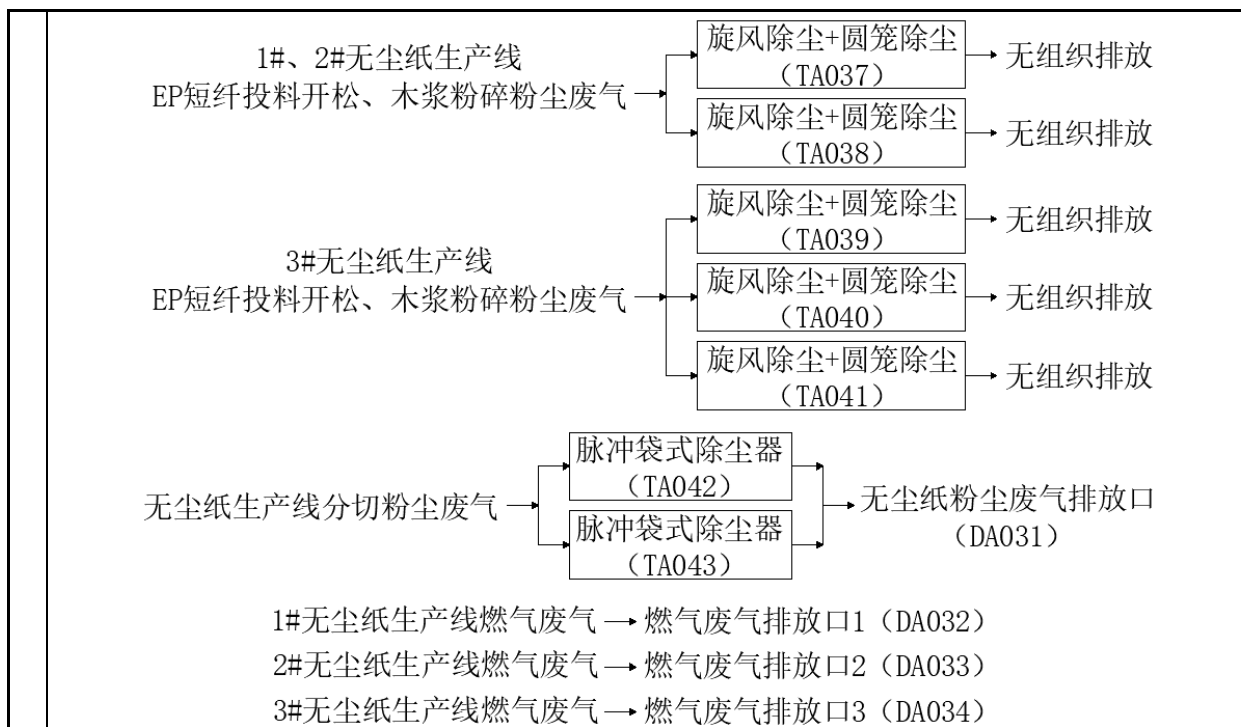 1#、2#无尘纸生产线
EP短纤投料开松、木浆粉碎粉尘废气
旋风除尘+圆笼除尘
（TA037）
无组织排放
旋风除尘+圆笼除尘
（TA038）
无组织排放
3#无尘纸生产线
EP短纤投料开松、木浆粉碎粉尘废气
旋风除尘+圆笼除尘
（TA039）
无组织排放
旋风除尘+圆笼除尘
（TA040）
无组织排放
旋风除尘+圆笼除尘
（TA041）
无组织排放
无尘纸生产线分切粉尘废气
脉冲袋式除尘器
（TA042）
脉冲袋式除尘器
（TA043）
无尘纸粉尘废气排放口
（DA031）
1#无尘纸生产线燃气废气
燃气废气排放口1（DA032）
2#无尘纸生产线燃气废气
燃气废气排放口2（DA033）
3#无尘纸生产线燃气废气
燃气废气排放口3（DA034）